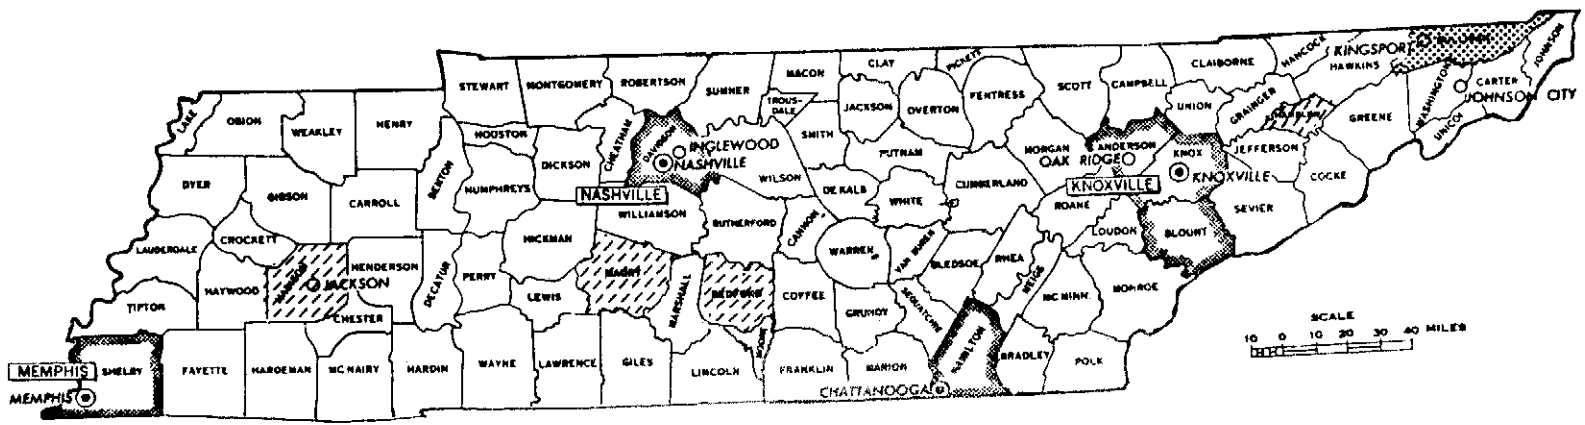 KINGSPORT
HANCOCK
HAWKINS
JOHNSON
CLAIBORNE
CARTER
JOHNSON CITY
WASHINGTON
UNICOI
GREENE
GRAINGER
UNION
CAMPBELL
SCOTT
PICKETT
CLAY
MACON
FENTRESS
OVERTON
JACKSON
TROUS-
DALE
SUMNER
ROBERTSON
MONTGOMERY
STEWART
LAKE
OBION
WEAKLEY
HENRY
HOUSTON
CHEATHAM
DAVIDSON
INGLEWOOD
NASHVILLE
SMITH
PUTNAM
MORGAN
ANDERSON
OAK RIDGE
KNOX
KNOXVILLE
JEFFERSON
COCKE
DYER
GIBSON
CARROLL
BENTON
HUMPHREYS
DICKSON
NASHVILLE
WILSON
DE KALB
WHITE
CUMBERLAND
KNOXVILLE
ROANE
SEVIER
LAUDERDALE
CROCKETT
HICKMAN
WILLIAMSON
RUTHERFORD
CANNON
WARREN
VAN BUREN
BLEDSOE
RHEA
MEIGS
LOUDON
BLOUNT
TIPTON
HAYWOOD
MADISON
JACKSON
HENDERSON
DECATUR
PERRY
LEWIS
MAURY
MARSHALL
BEDFORD
COFFEE
GRUNDY
SEQUATCHIE
MC MINN
MONROE
CHESTER
MOORE
HAMILTON
BRADLEY
POLK
MEMPHIS
SHELBY
MEMPHIS
FAYETTE
HARDEMAN
MC NAIRY
HARDIN
WAYNE
LAWRENCE
GILES
LINCOLN
FRANKLIN
MARION
CHATTANOOGA
SCALE
10 0 10 20 30 40 MILES